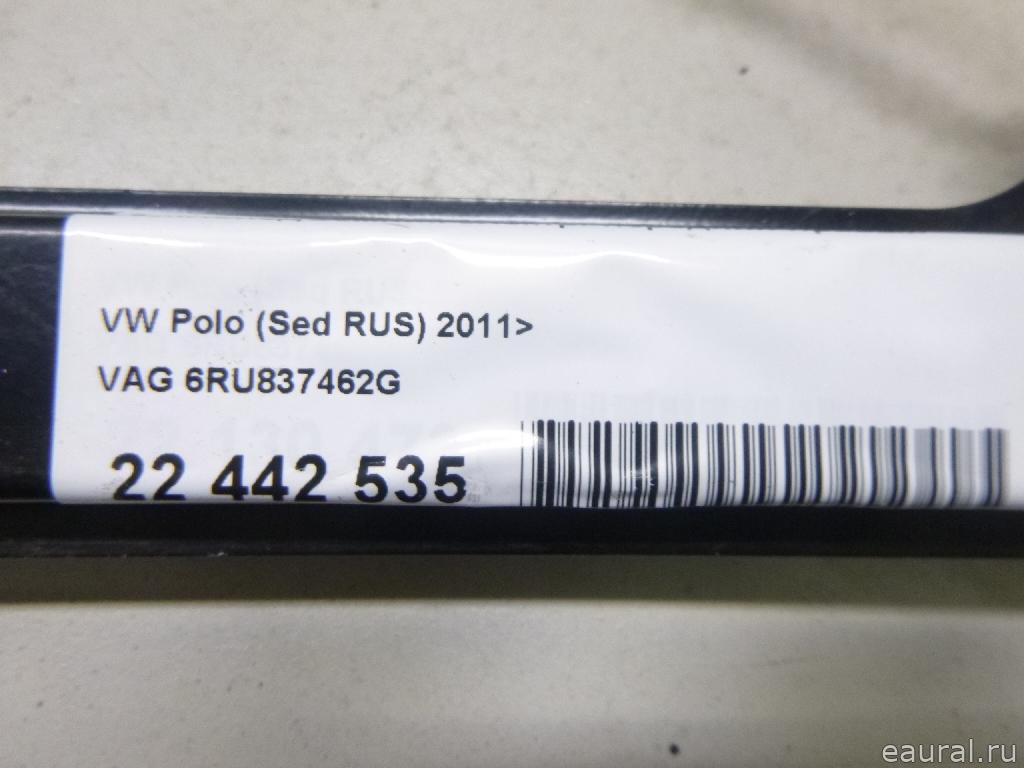 VW Polo (Sed RUS) 2011>
VAG 6RU837462G
22 442 535
eaural.ru